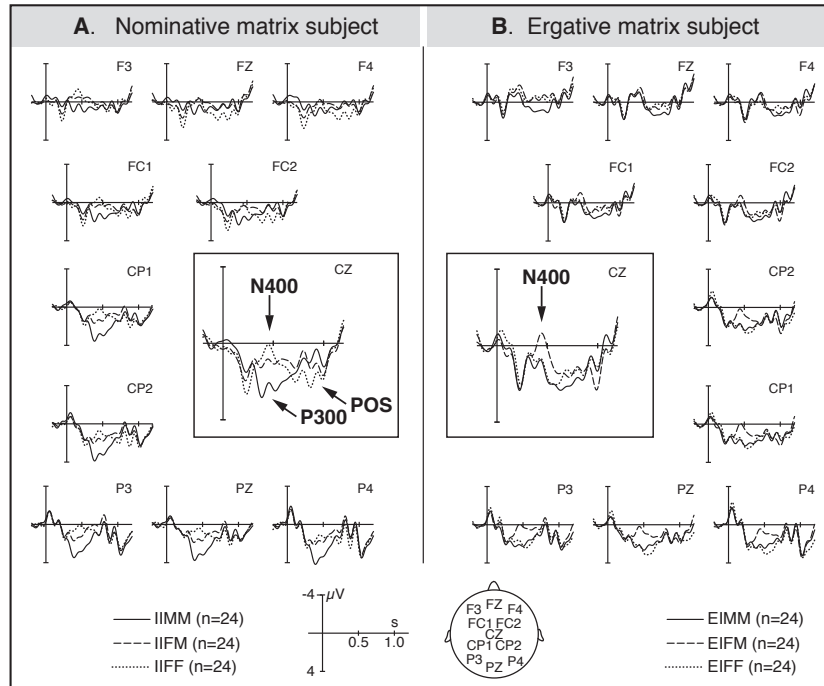 A. Nominative matrix subject
B. Ergative matrix subject
F3 FZ F4
FC1 FC2
CP1
CZ
N400
P300
POS
CP2
P3 PZ P4
F3 FZ F4
FC1 FC2
CZ
N400
CP2
CP1
P3 PZ P4
IIMM (n=24)
IIFM (n=24)
IIFF (n=24)
-4 µV
s
0.5 1.0
4
F3 FZ F4
FC1 FC2
CZ
CP1 CP2
P3 PZ P4
EIMM (n=24)
EIFM (n=24)
EIFF (n=24)